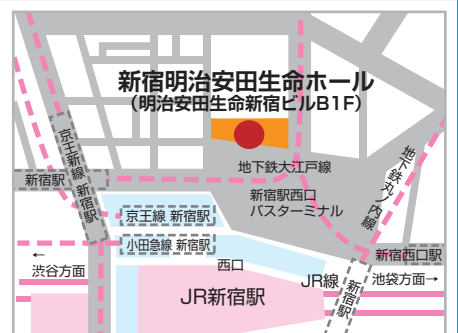 新宿明治安田生命ホール
（明治安田生命新宿ビルB1F）
京王新線 新宿駅
地下鉄大江戸線
地下鉄丸ノ内線
新宿駅
新宿駅西口
バスターミナル
京王線 新宿駅
小田急線 新宿駅
新宿西口駅
←
渋谷方面
西口
JR線
池袋方面→
新宿駅
JR新宿駅